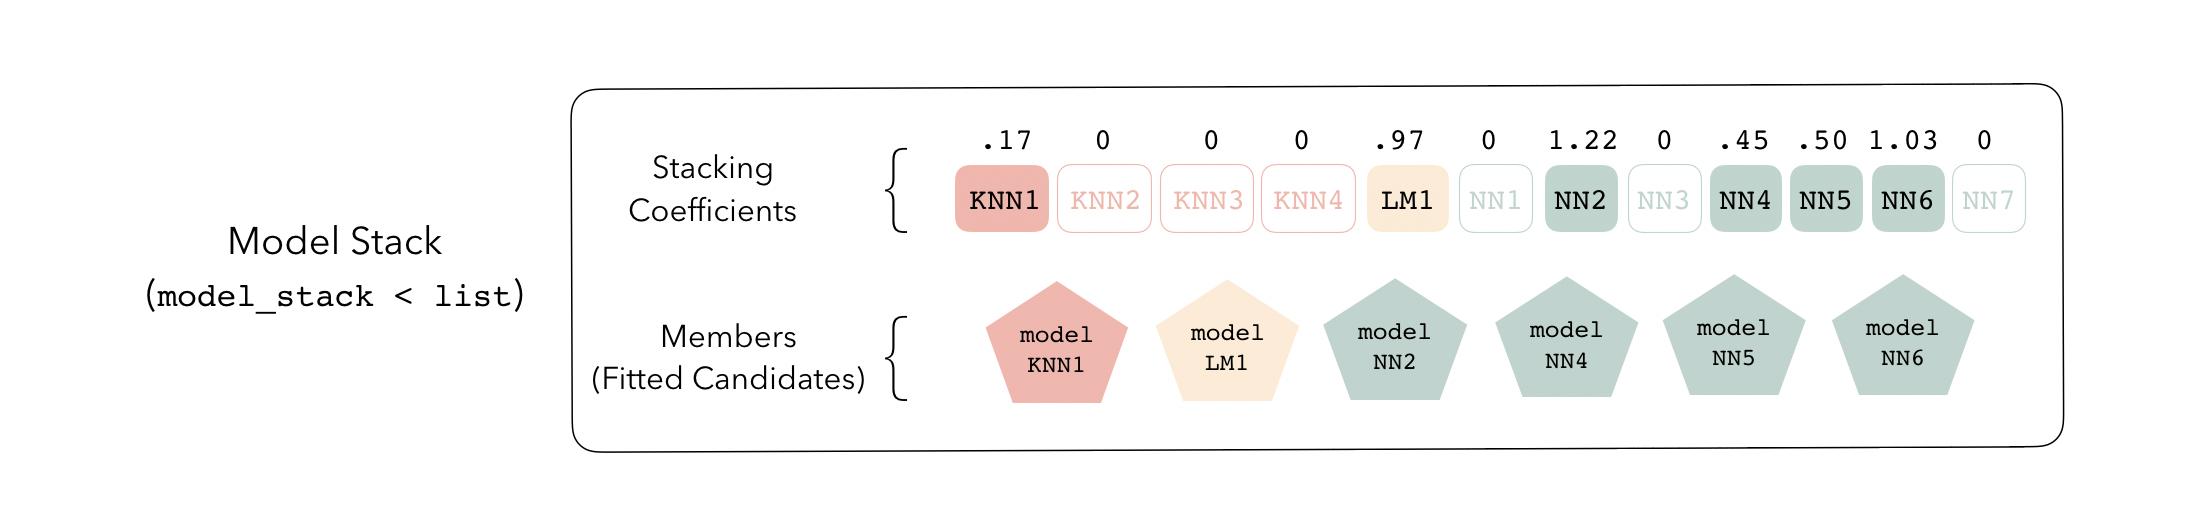 Model Stack
(model_stack < list)
Stacking
Coefficients
.17 0 0 0 .97 0 1.22 0 .45 .50 1.03 0
KNN1 KNN2 KNN3 KNN4 LM1 NN1 NN2 NN3 NN4 NN5 NN6 NN7
Members
(Fitted Candidates)
model model model model model model
KNN1 LM1 NN2 NN4 NN5 NN6